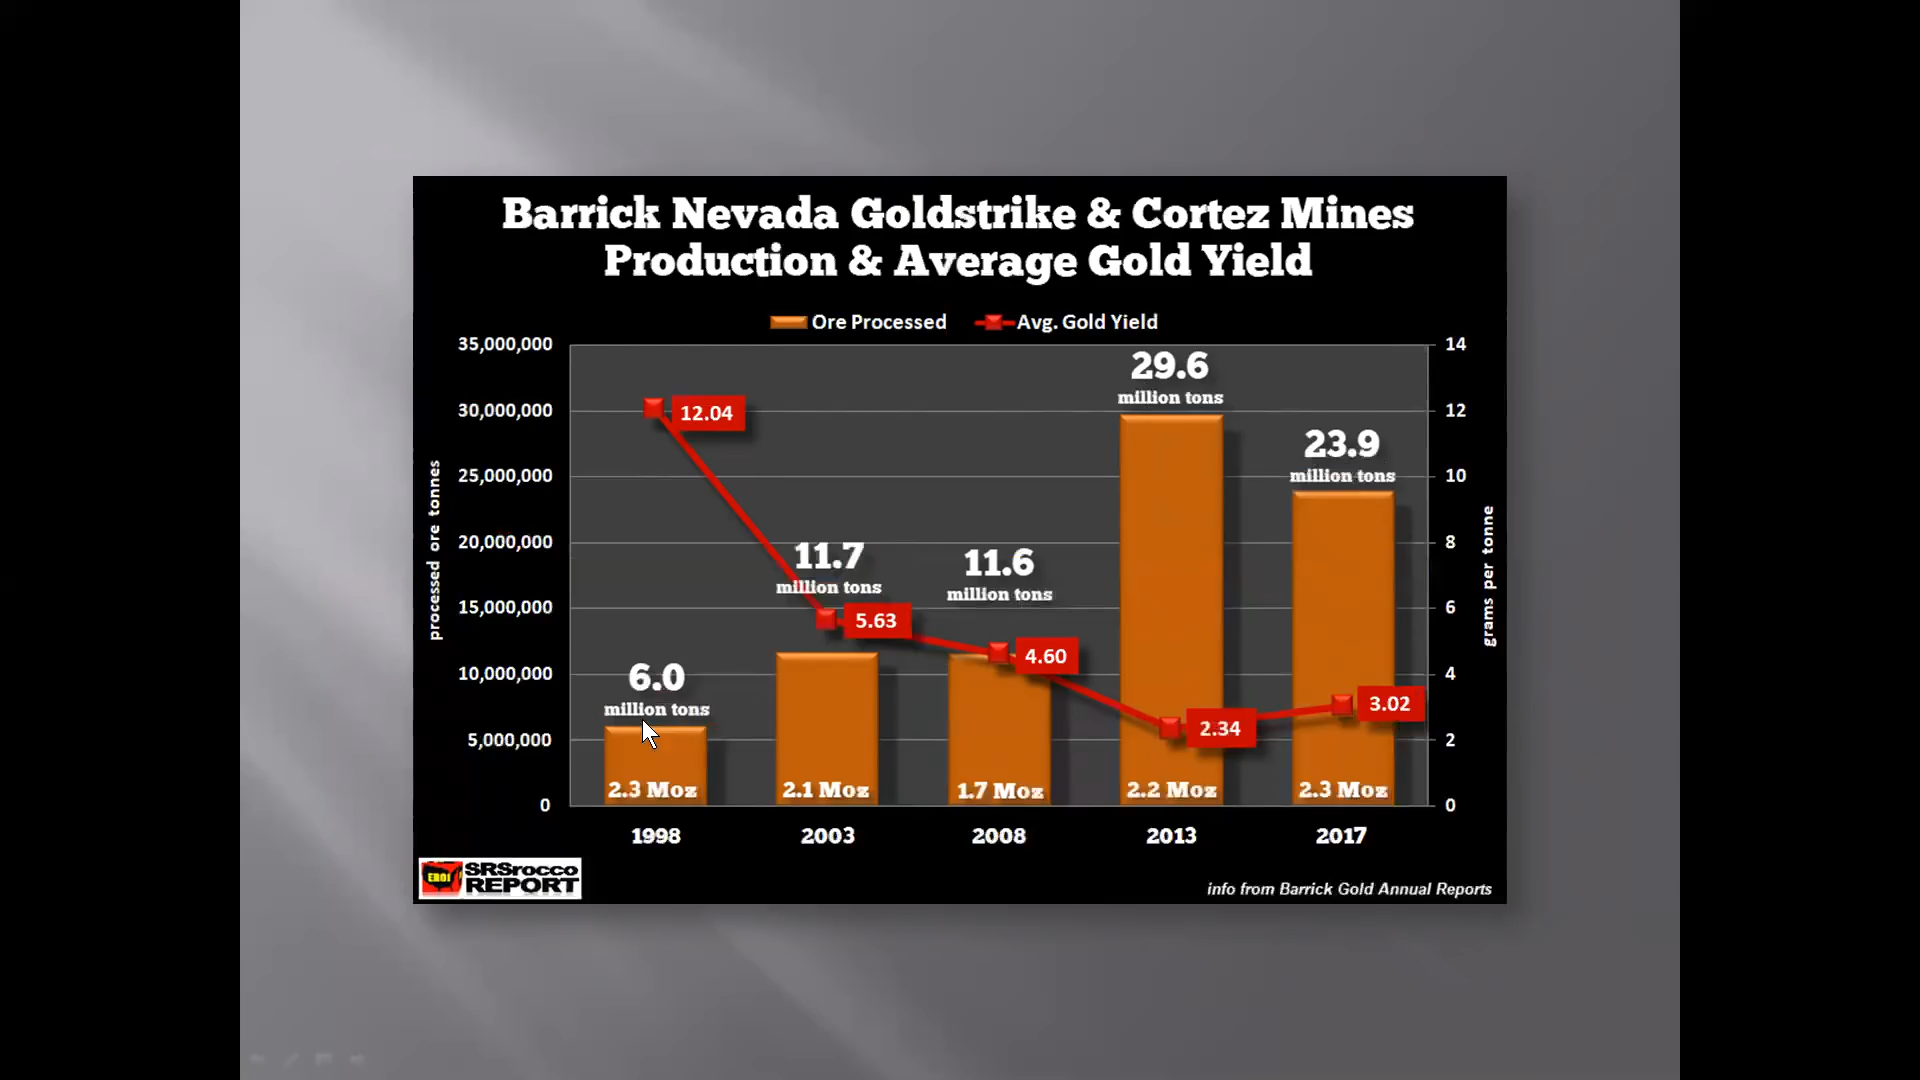 Barrick Nevada Goldstrike & Cortez Mines
Production & Average Gold Yield
Ore Processed
Avg. Gold Yield
processed ore tonnes
35,000,000
30,000,000
25,000,000
20,000,000
15,000,000
10,000,000
5,000,000
0
14
12
10
8
6
4
2
0
grams per tonne
12.04
5.63
4.60
2.34
3.02
6.0
million tons
11.7
million tons
11.6
million tons
29.6
million tons
23.9
million tons
2.3 Moz
2.1 Moz
1.7 Moz
2.2 Moz
2.3 Moz
1998
2003
2008
2013
2017
EROI
SRSrocco
REPORT
info from Barrick Gold Annual Reports